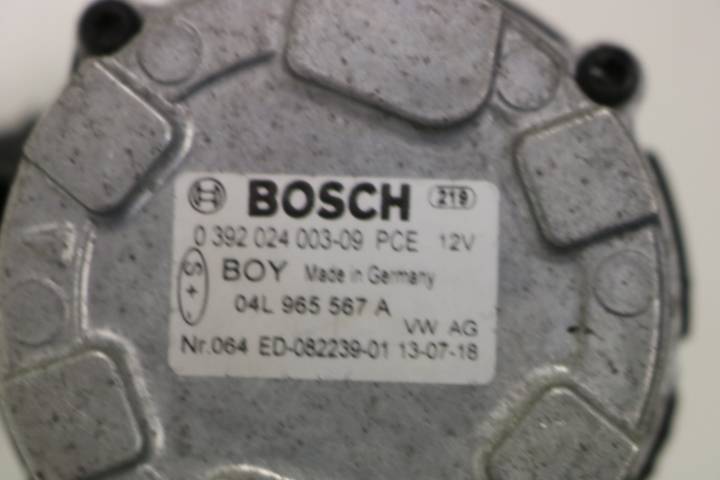 BOSCH 219
0 392 024 003-09 PCE 12V
S + -
BOY Made in Germany
04L 965 567 A
VW AG
Nr.064 ED-082239-01 13-07-18